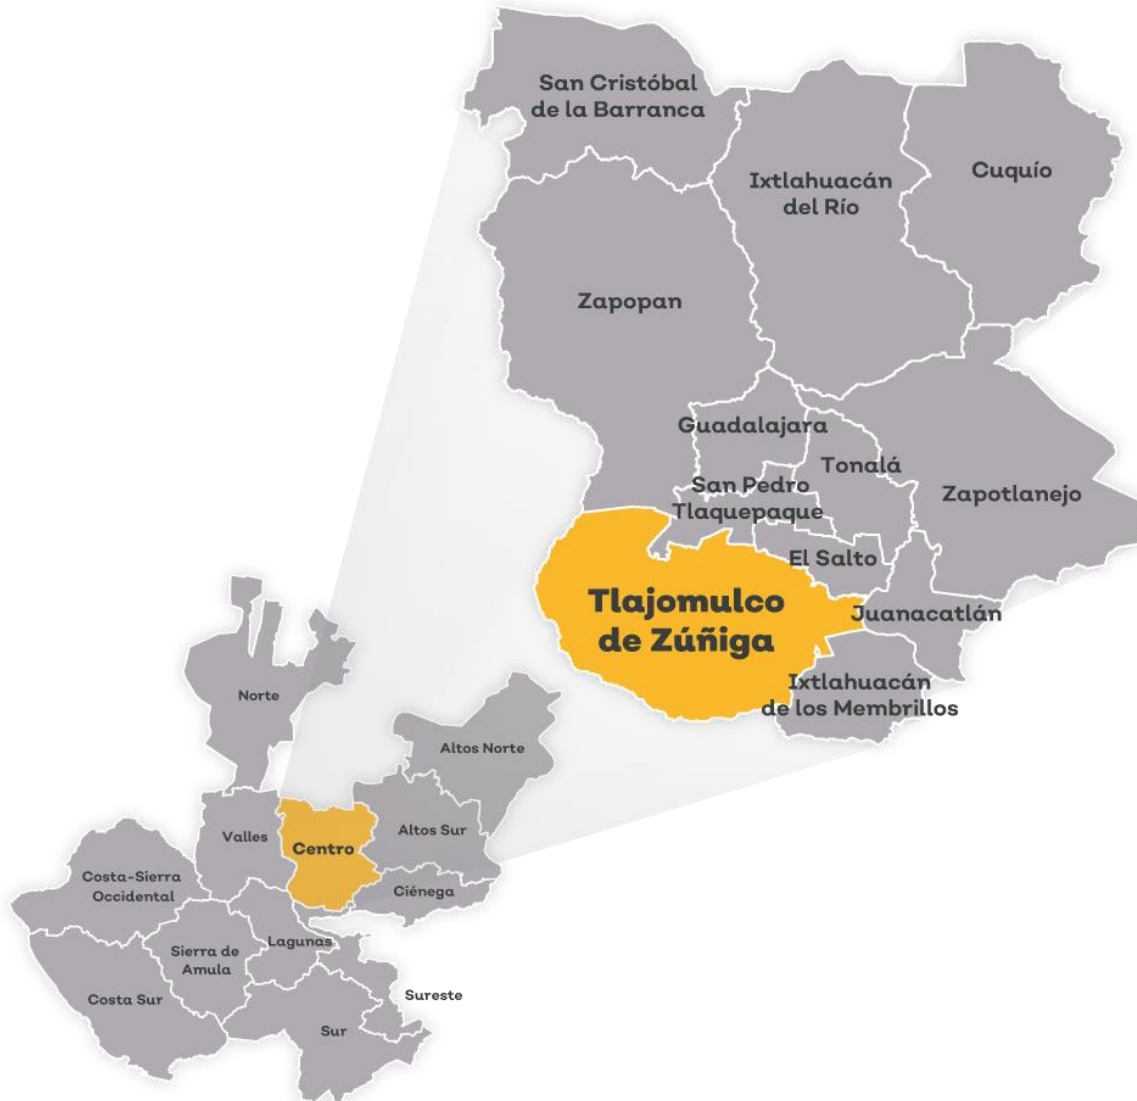 San Cristóbal
de la Barranca
Cuquío
Ixtlahuacán
del Río
Zapopan
Guadalajara
Tonalá
San Pedro
Tlaquepaque
Zapotlanejo
El Salto
Tlajomulco
de Zúñiga
Juanacatlán
Ixtlahuacán
de los Membrillos
Norte
Altos Norte
Valles
Centro
Altos Sur
Costa-Sierra
Occidental
Ciénega
Lagunas
Sierra de
Amula
Costa Sur
Sureste
Sur